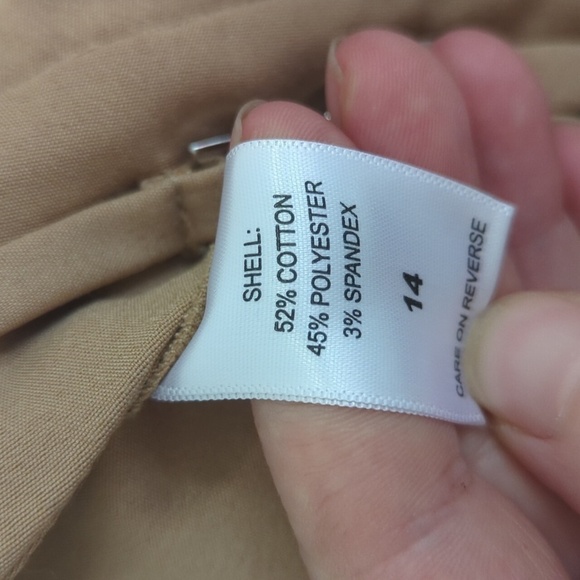 SHELL:
52% COTTON
45% POLYESTER
3% SPANDEX
14
CARE ON REVERSE